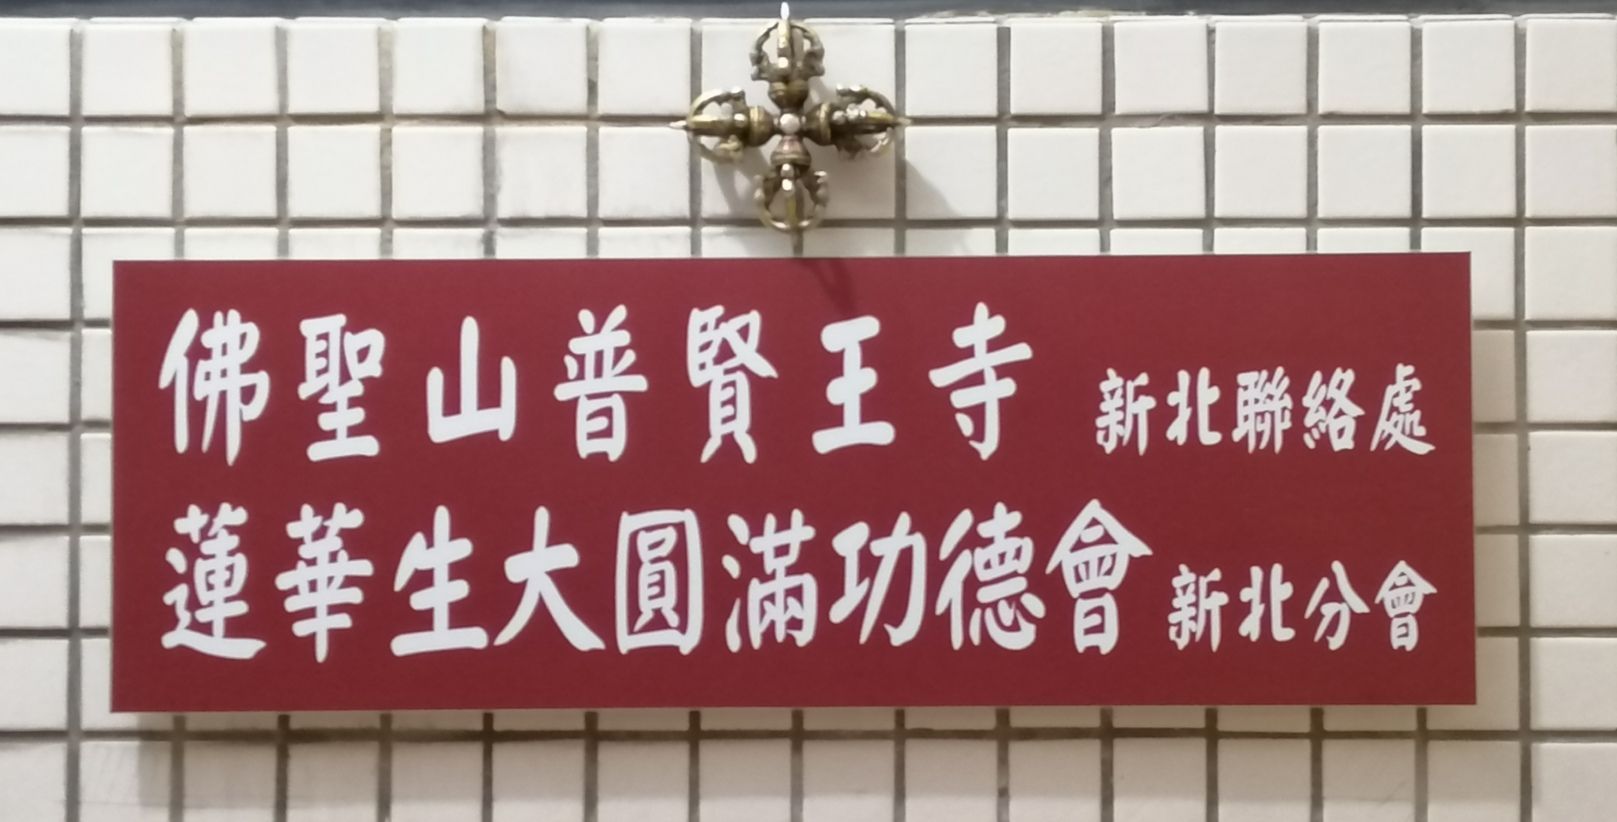 佛聖山普賢王寺 新北聯絡處
蓮華生大圓滿功德會 新北分會